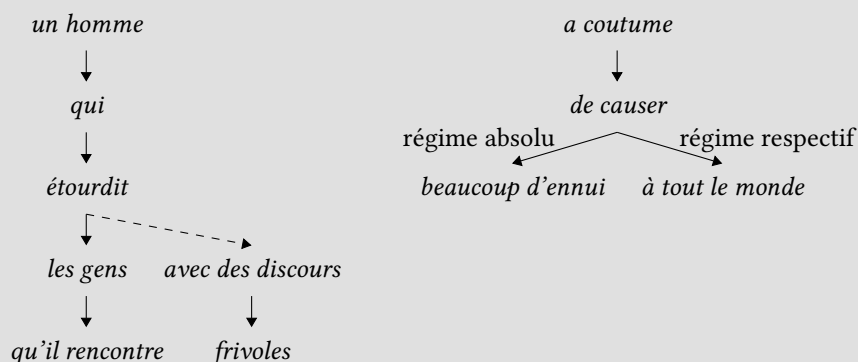 un homme
qui
étourdit
les gens
avec des discours
qu'il rencontre
frivoles
a coutume
de causer
régime absolu
régime respectif
beaucoup d'ennui
à tout le monde